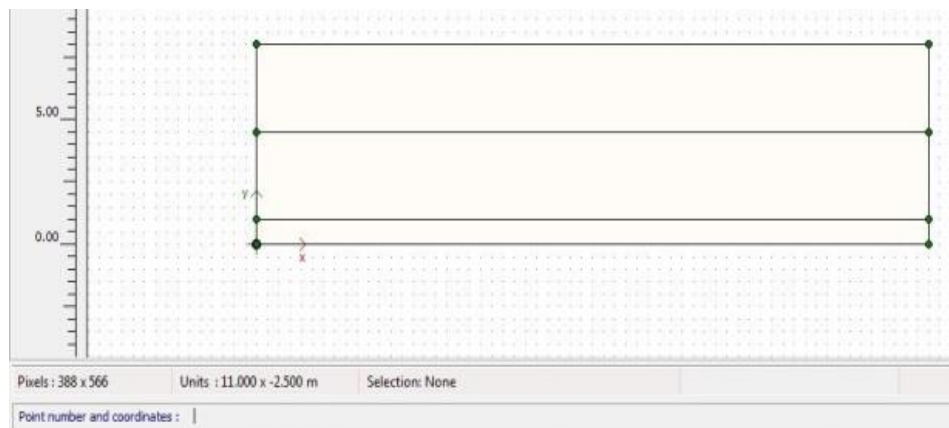 5.00
y
0.00
x
Pixels : 388 x 566 Units : 11.000 x -2.500 m Selection: None
Point number and coordinates :